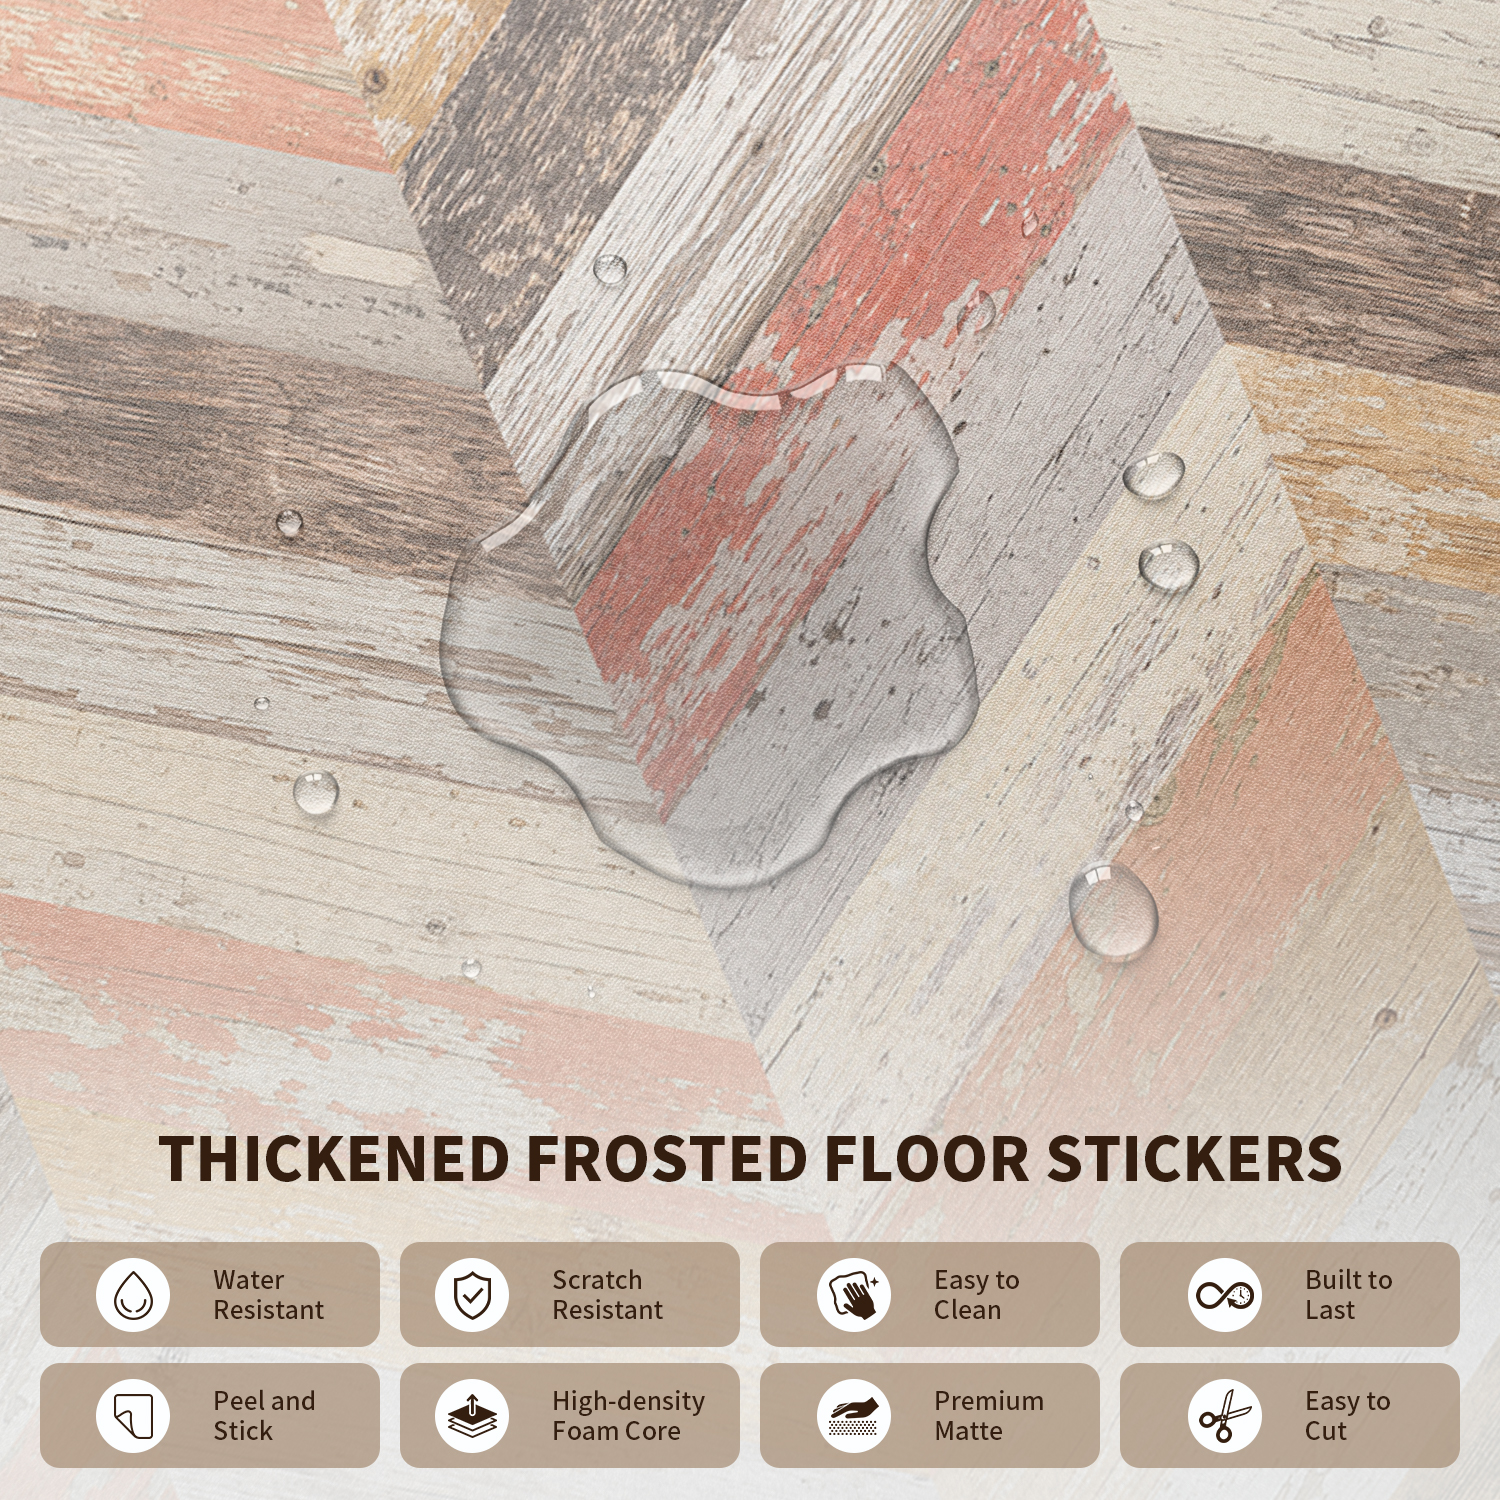 THICKENED FROSTED FLOOR STICKERS
Water
Resistant
Scratch
Resistant
Easy to
Clean
Built to
Last
Peel and
Stick
High-density
Foam Core
Premium
Matte
Easy to
Cut